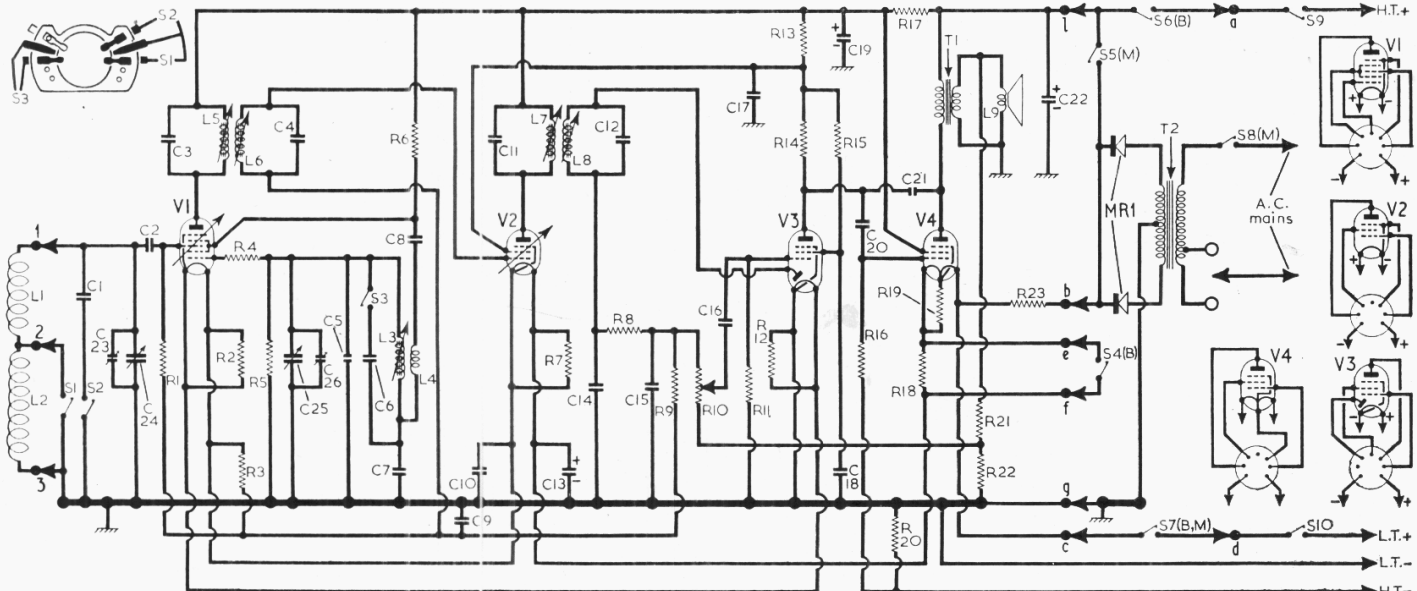 S2
S1
S3
R13
C19
R17
l
S6(B)
a
S9
H.T.+
T1
S5(M)
V1
C17
L9
C22
L5
C4
L7
C12
R6
T2
S8(M)
C3
L6
C11
L8
R14
R15
C21
MR1
A.C.
mains
V1
V2
V3
V4
V2
1
C2
R4
C8
C
20
L1
C1
S3
R19
R23
b
C16
2
C
23
C5
L3
R8
R
12
R16
e
S4(B)
V4
V3
L2
S1
S2
C
24
R1
R2
R5
C25
C
26
C6
L4
R7
C14
C15
R9
R10
R11
R18
f
R21
3
R3
C7
C10
C13
C
18
R22
g
C9
R
20
c
S7(B,M)
d
S10
L.T.+
L.T.-
H.T.-